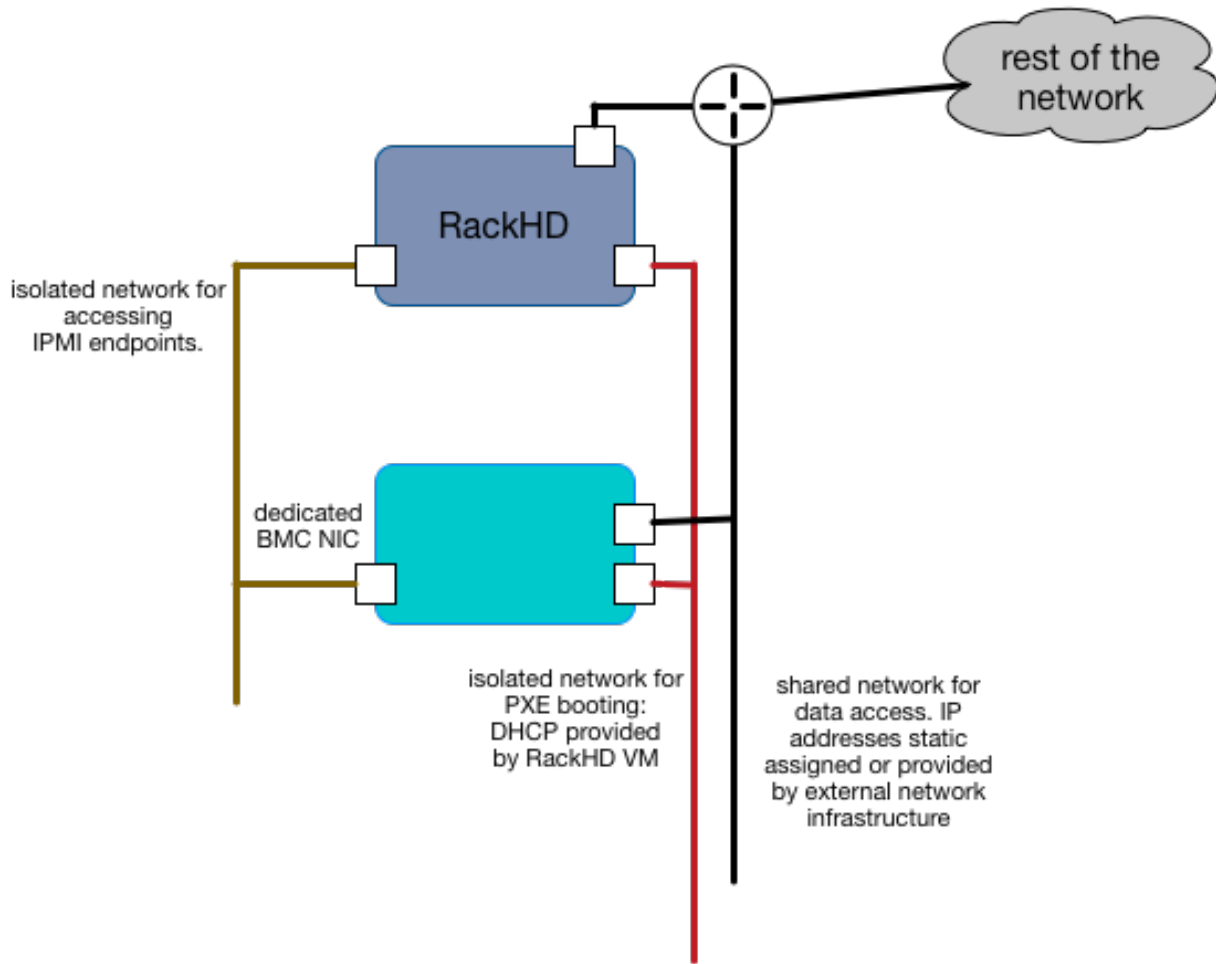 rest of the
network
RackHD
isolated network for
accessing
IPMI endpoints.
dedicated
BMC NIC
isolated network for
PXE booting:
DHCP provided
by RackHD VM
shared network for
data access. IP
addresses static
assigned or provided
by external network
infrastructure